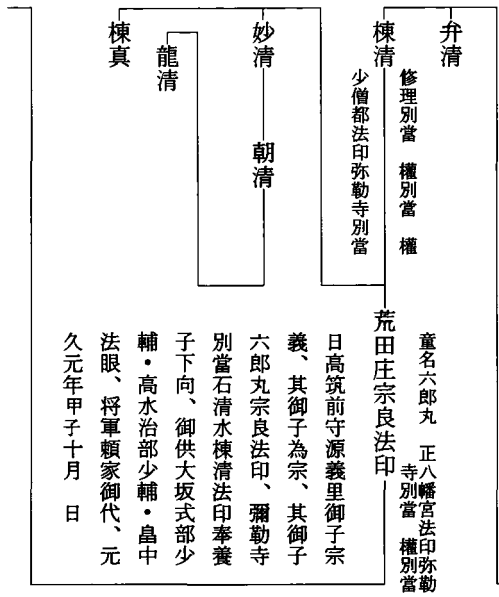 弁清
棟清
修理別當　權別當　權
少僧都法印弥勒寺別當
荒田庄宗良法印
童名六郎丸　正八幡宮法印弥勒
寺別當　權別當
日高筑前守源義里御子宗
義、其御子為宗、其御子
六郎丸宗良法印、彌勒寺
別當石清水棟清法印奉養
子下向、御供大坂式部少
輔・高水治部少輔・畠中
法眼、将軍頼家御代、元
久元年甲子十月　日
妙清
朝清
龍清
棟真